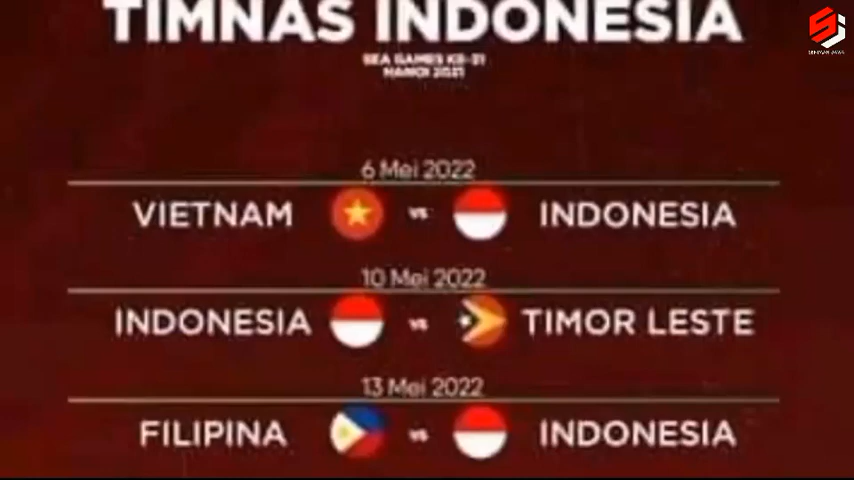 TIMNAS INDONESIA
SEA GAMES KE-31
HANOI 2021
6 Mei 2022
VIETNAM vs INDONESIA
10 Mei 2022
INDONESIA vs TIMOR LESTE
13 Mei 2022
FILIPINA vs INDONESIA